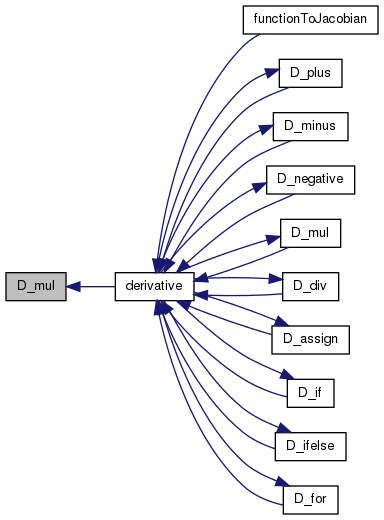 functionToJacobian
D_plus
D_minus
D_negative
D_mul
D_mul
derivative
D_div
D_assign
D_if
D_ifelse
D_for